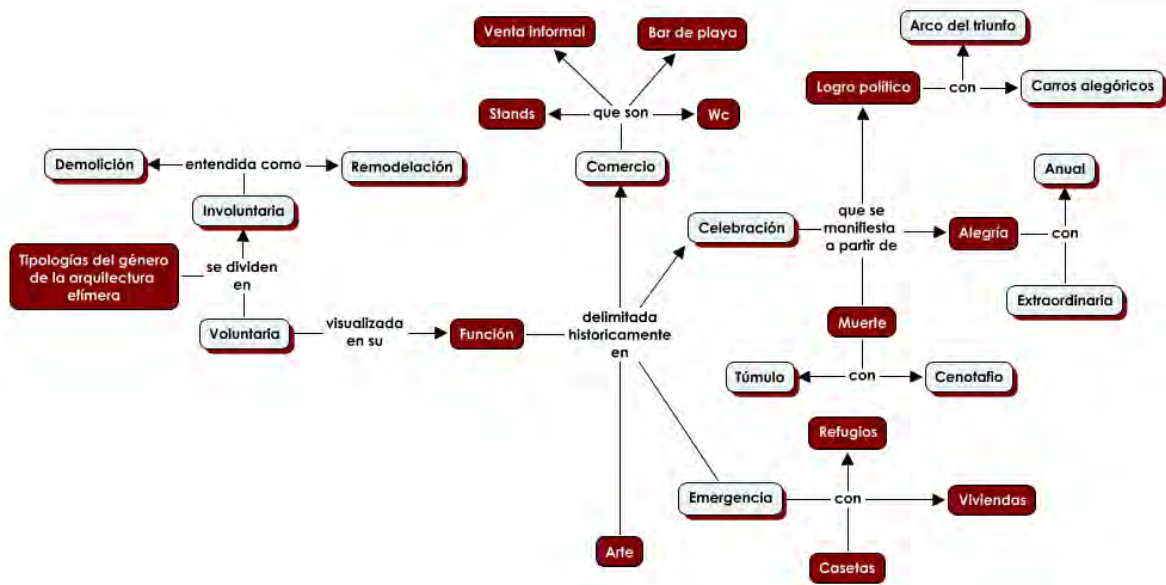 Venta informal
Bar de playa
Stands
que son
Wc
Comercio
Arco del triunfo
Logro político
con
Carros alegóricos
Demolición
entendida como
Remodelación
Involuntaria
Tipologías del género
de la arquitectura
efímera
se dividen
en
Voluntaria
visualizada
en su
Función
delimitada
historicamente
en
Celebración
que se
manifiesta
a partir de
Anual
Alegría
con
Extraordinaria
Muerte
Túmulo
con
Cenotafio
Refugios
Emergencia
con
Viviendas
Casetas
Arte